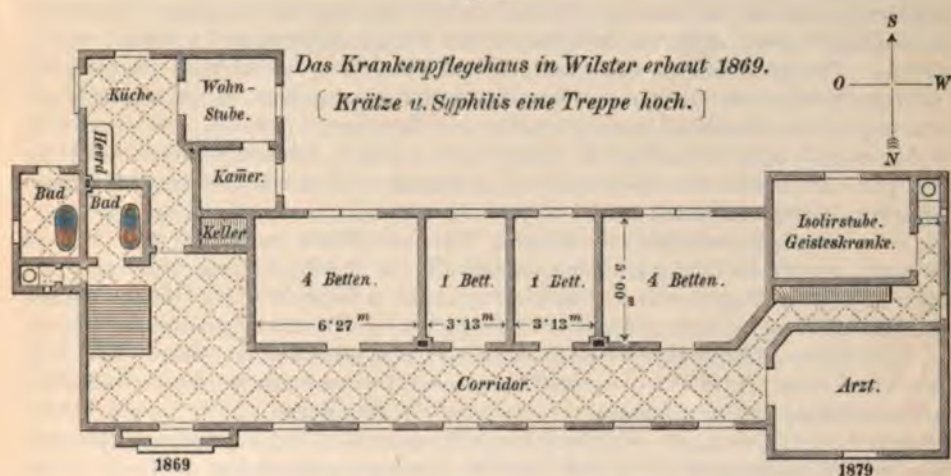 Das Krankenpflegehaus in Wilster erbaut 1869.
[ Krätze u. Syphilis eine Treppe hoch. ]
S
O
W
N
Küche.
Wohn-
Stube.
Heerd
Kam̅er.
Bad
Bad
Keller
4 Betten.
1 Bett.
1 Bett.
4 Betten.
Isolirstube.
Geisteskranke.
6·27 m
3·13 m
3·13 m
5·00 m
Corridor.
Arzt.
1869
1879